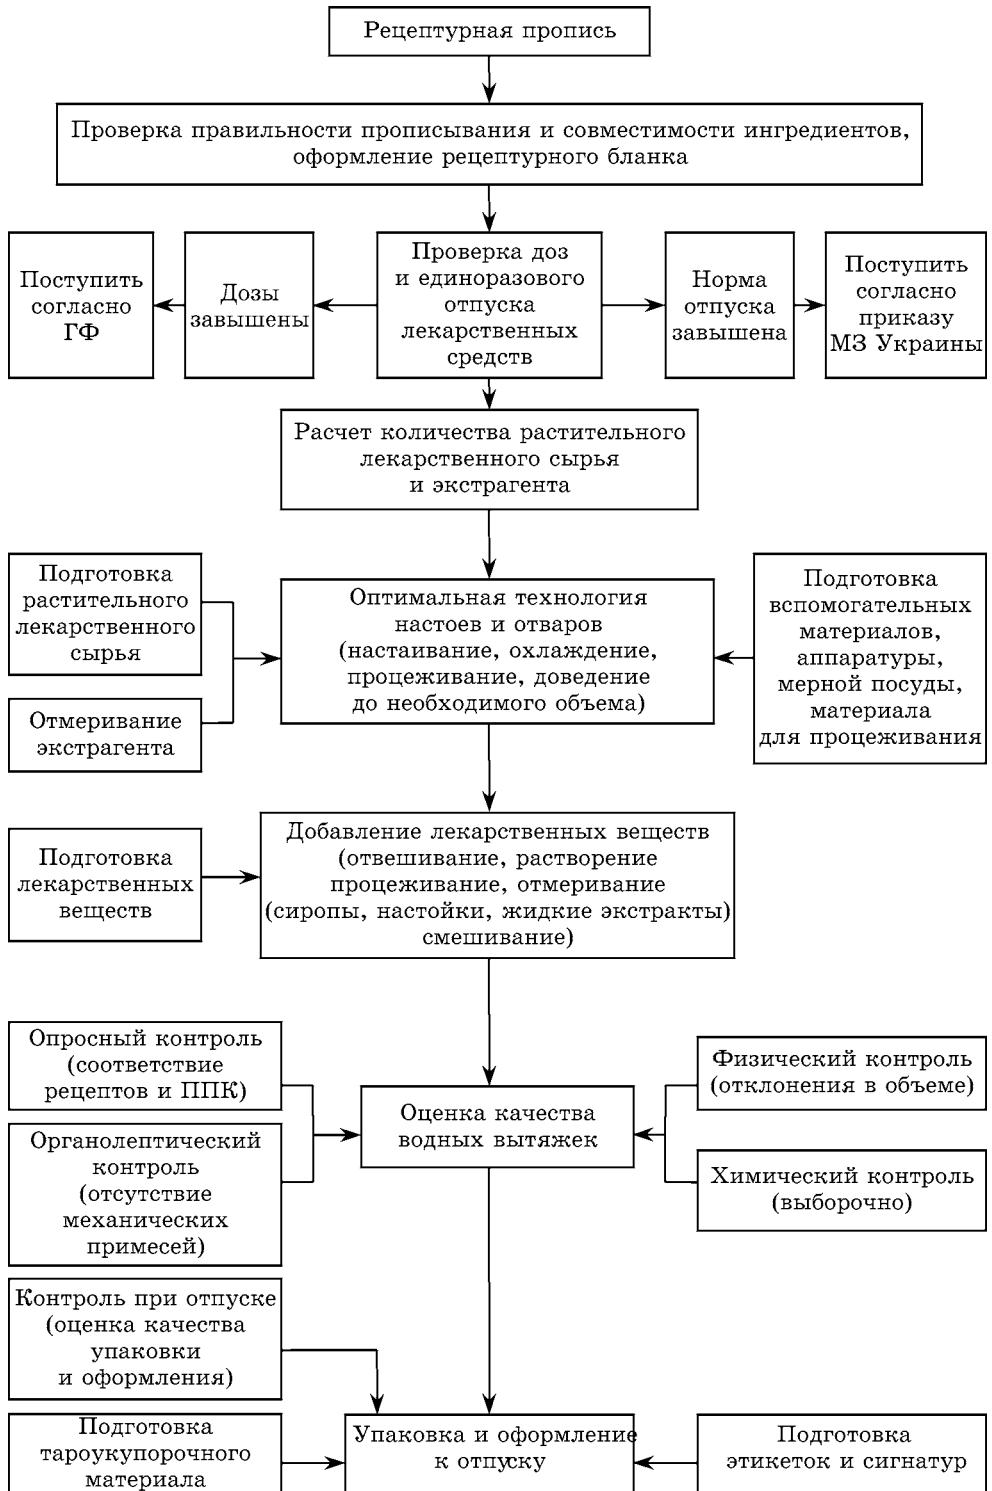 Рецептурная пропись
Проверка правильности прописывания и совместимости ингредиентов,
оформление рецептурного бланка
Поступить
согласно
ГФ
Дозы
завышены
Проверка доз
и единоразового
отпуска
лекарственных
средств
Норма
отпуска
завышена
Поступить
согласно
приказу
МЗ Украины
Расчет количества растительного
лекарственного сырья
и экстрагента
Подготовка
растительного
лекарственного
сырья
Отмеривание
экстрагента
Оптимальная технология
настоев и отваров
(настаивание, охлаждение,
процеживание, доведение
до необходимого объема)
Подготовка
вспомогательных
материалов,
аппаратуры,
мерной посуды,
материала
для процеживания
Подготовка
лекарственных
веществ
Добавление лекарственных веществ
(отвешивание, растворение
процеживание, отмеривание
(сиропы, настойки, жидкие экстракты)
смешивание)
Опросный контроль
(соответствие
рецептов и ППК)
Органолептический
контроль
(отсутствие
механических
примесей)
Оценка качества
водных вытяжек
Физический контроль
(отклонения в объеме)
Химический контроль
(выборочно)
Контроль при отпуске
(оценка качества
упаковки
и оформления)
Подготовка
тароукупорочного
материала
Упаковка и оформление
к отпуску
Подготовка
этикеток и сигнатур